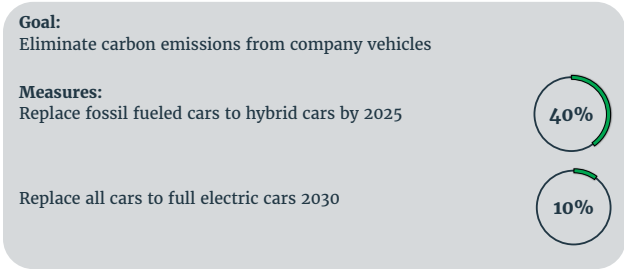 Goal:
Eliminate carbon emissions from company vehicles
Measures:
Replace fossil fueled cars to hybrid cars by 2025
40%
Replace all cars to full electric cars 2030
10%